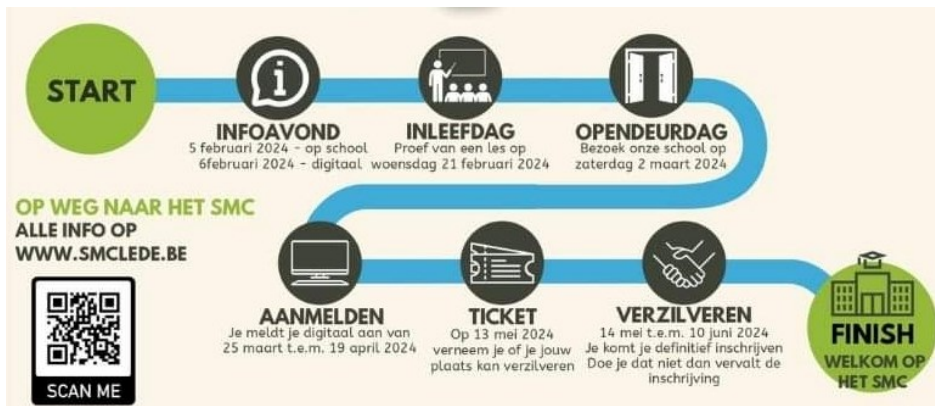 START
INFOAVOND
5 februari 2024 - op school
6februari 2024 - digitaal
INLEEFDAG
Proef van een les op
woensdag 21 februari 2024
OPENDEURDAG
Bezoek onze school op
zaterdag 2 maart 2024
OP WEG NAAR HET SMC
ALLE INFO OP
WWW.SMCLEDE.BE
SCAN ME
AANMELDEN
Je meldt je digitaal aan van
25 maart t.e.m. 19 april 2024
TICKET
Op 13 mei 2024
verneem je of je jouw
plaats kan verzilveren
VERZILVEREN
14 mei t.e.m. 10 juni 2024
Je komt je definitief inschrijven
Doe je dat niet dan vervalt de
inschrijving
FINISH
WELKOM OP
HET SMC